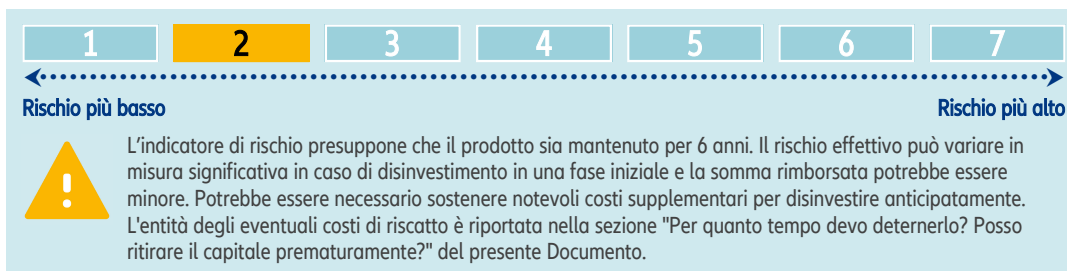 1 2 3 4 5 6 7
Rischio più basso Rischio più alto
L'indicatore di rischio presuppone che il prodotto sia mantenuto per 6 anni. Il rischio effettivo può variare in
misura significativa in caso di disinvestimento in una fase iniziale e la somma rimborsata potrebbe essere
minore. Potrebbe essere necessario sostenere notevoli costi supplementari per disinvestire anticipatamente.
L'entità degli eventuali costi di riscatto è riportata nella sezione "Per quanto tempo devo deternerlo? Posso
ritirare il capitale prematuramente?" del presente Documento.